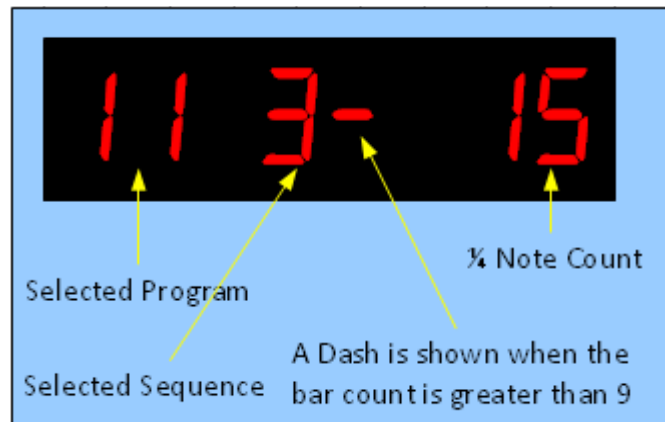 11 3- 15
¼ Note Count
Selected Program
A Dash is shown when the
Selected Sequence
bar count is greater than 9